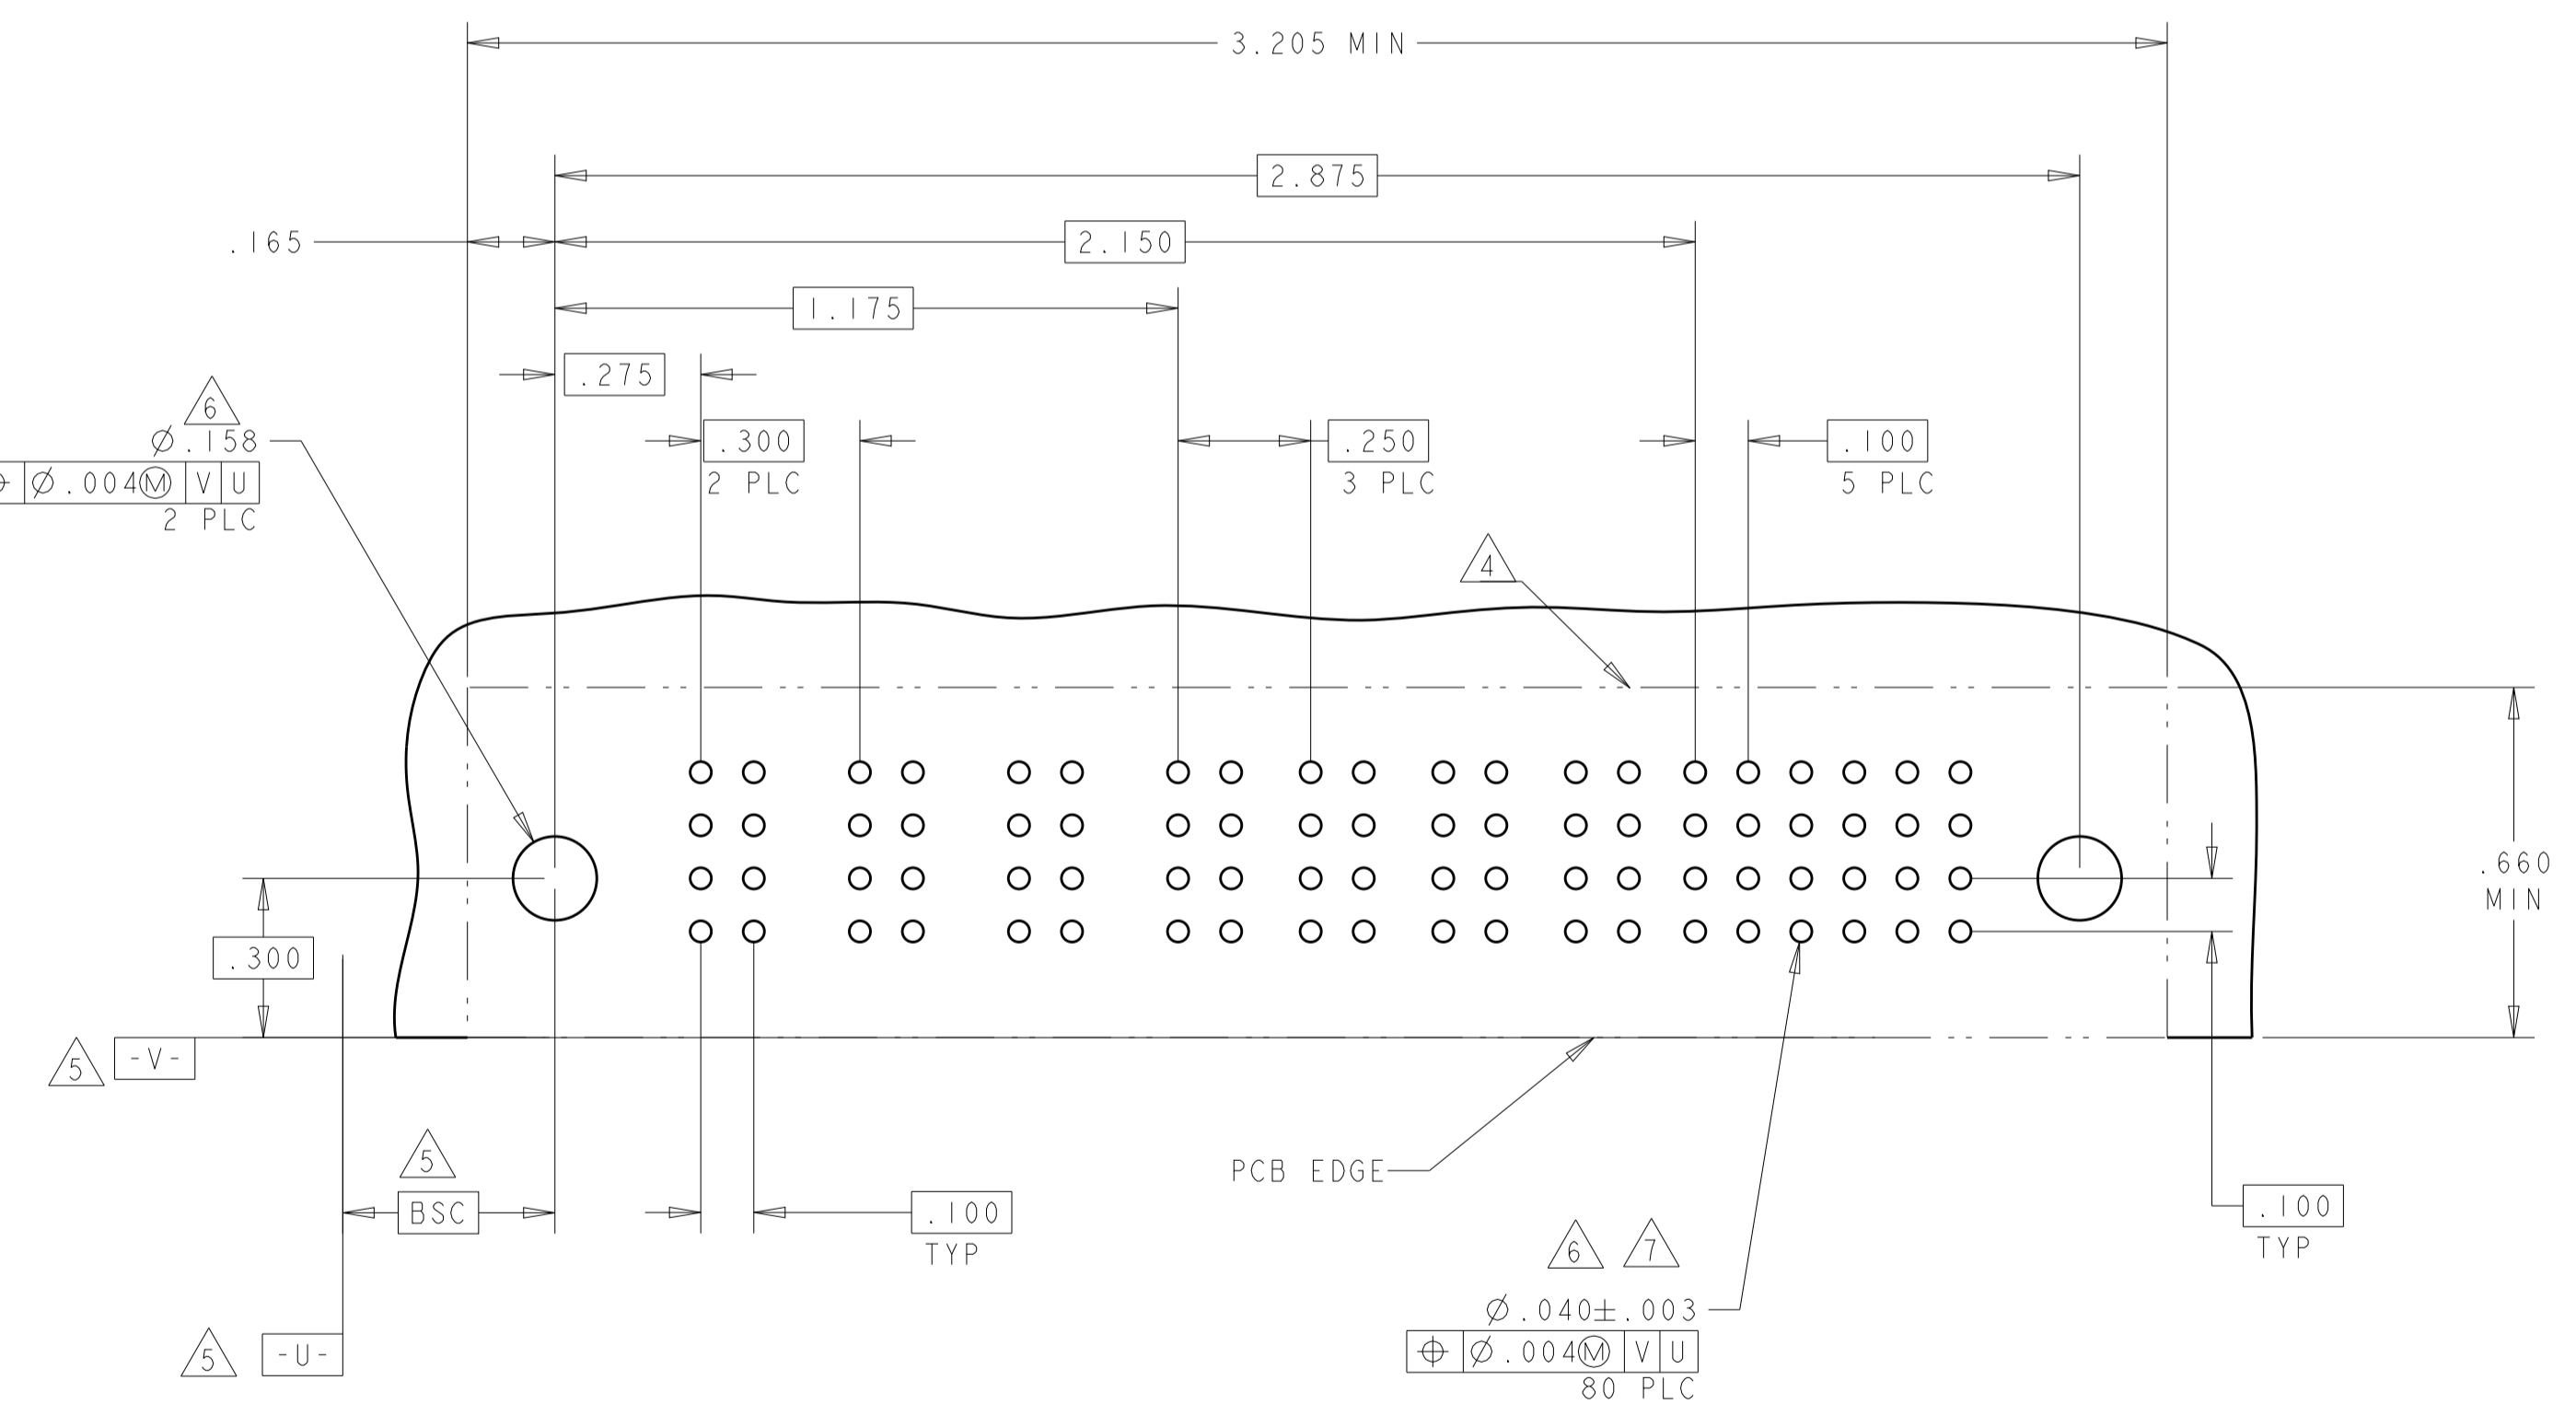 3.205 MIN
2.875
.165
2.150
1.175
.275
6
⌀.158
.300
.250
.100
⌀.004Ⓜ V U
2 PLC
3 PLC
5 PLC
2 PLC
4
.660
MIN
.300
5 -V-
5
PCB EDGE
BSC
.100
TYP
.100
TYP
6 7
⌀.040±.003
5 -U-
⌖ ⌀.004Ⓜ V U
80 PLC